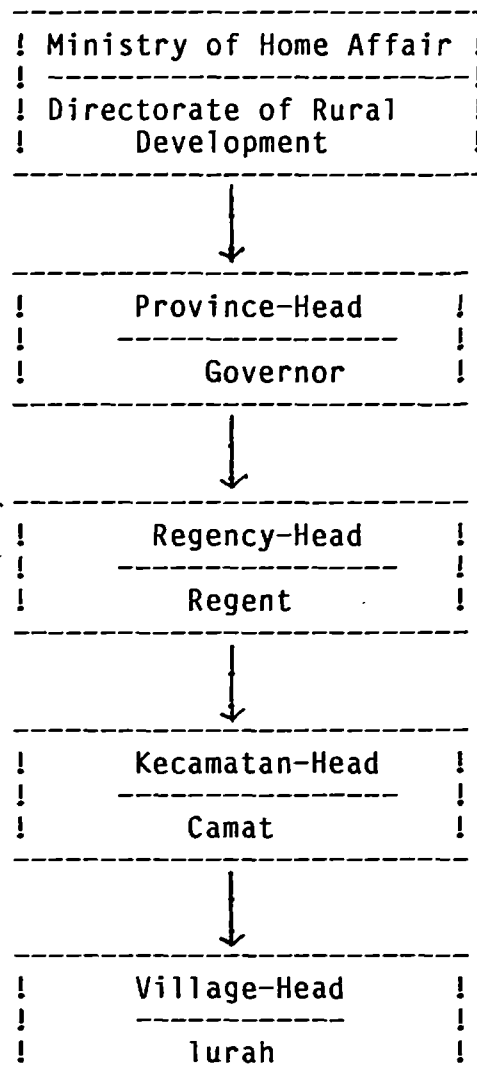 Ministry of Home Affair
Directorate of Rural
Development
Province-Head
Governor
Regency-Head
Regent
Kecamatan-Head
Camat
Village-Head
lurah